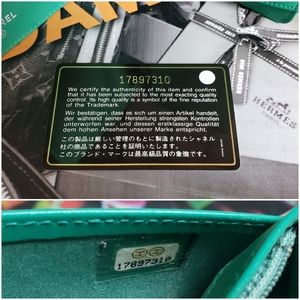 CHANEL
DAM
17897310
We certify the authenticity of this item and confirm
that it has been subjected to the most exacting quality
control. Its high quality is a symbol of the fine reputation
of the Trademark.
Wir bestätigen, dass es sich um einen Artikel handelt,
der während seiner Herstellung strengsten Kontrollen
unterworfen war, und dessen erstklassige Qualität
dem hohen Ansehen unserer Marke entspricht.
この製品は厳しい管理のもとに製造されたシャネル
社の商品であることを証明いたします。
このブランド・マークは最高級品質の象徴です。
HERMES
17897310